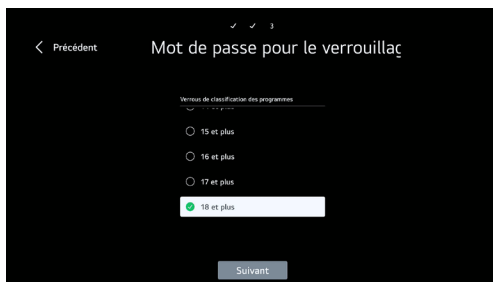 3
Précédent
Mot de passe pour le verrouillag
Verrous de classification des programmes
15 et plus
16 et plus
17 et plus
18 et plus
Suivant